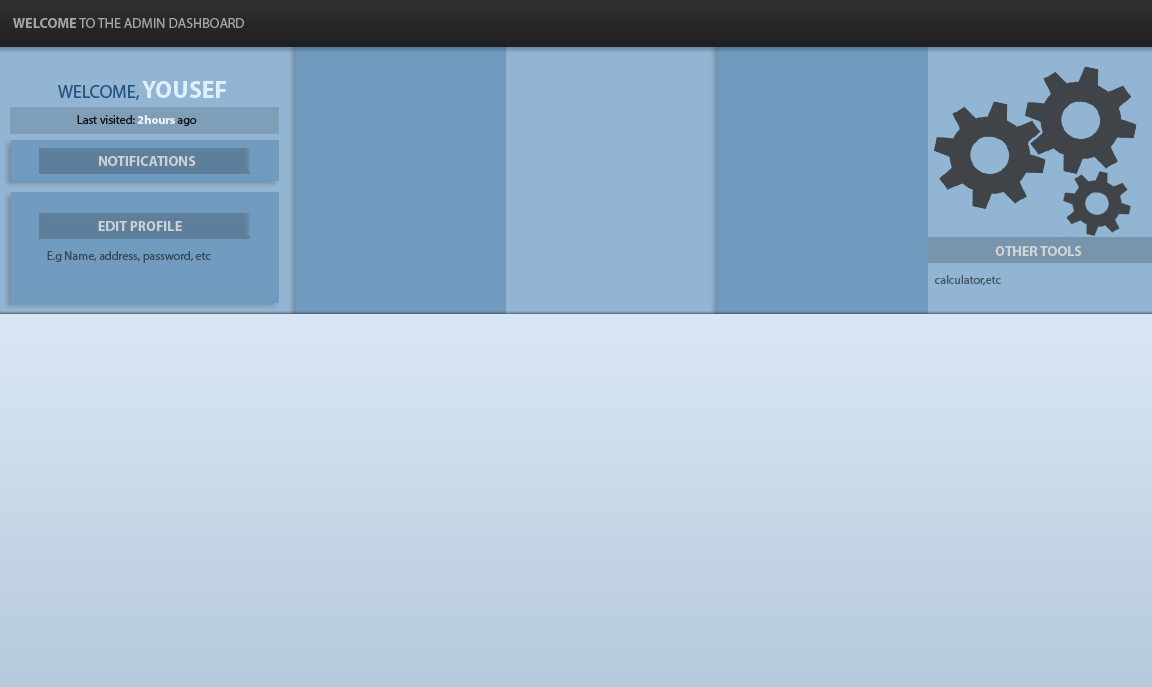 WELCOME TO THE ADMIN DASHBOARD
WELCOME, YOUSEF
Last visited: 2hours ago
NOTIFICATIONS
EDIT PROFILE
E.g Name, address, password, etc
OTHER TOOLS
calculator,etc